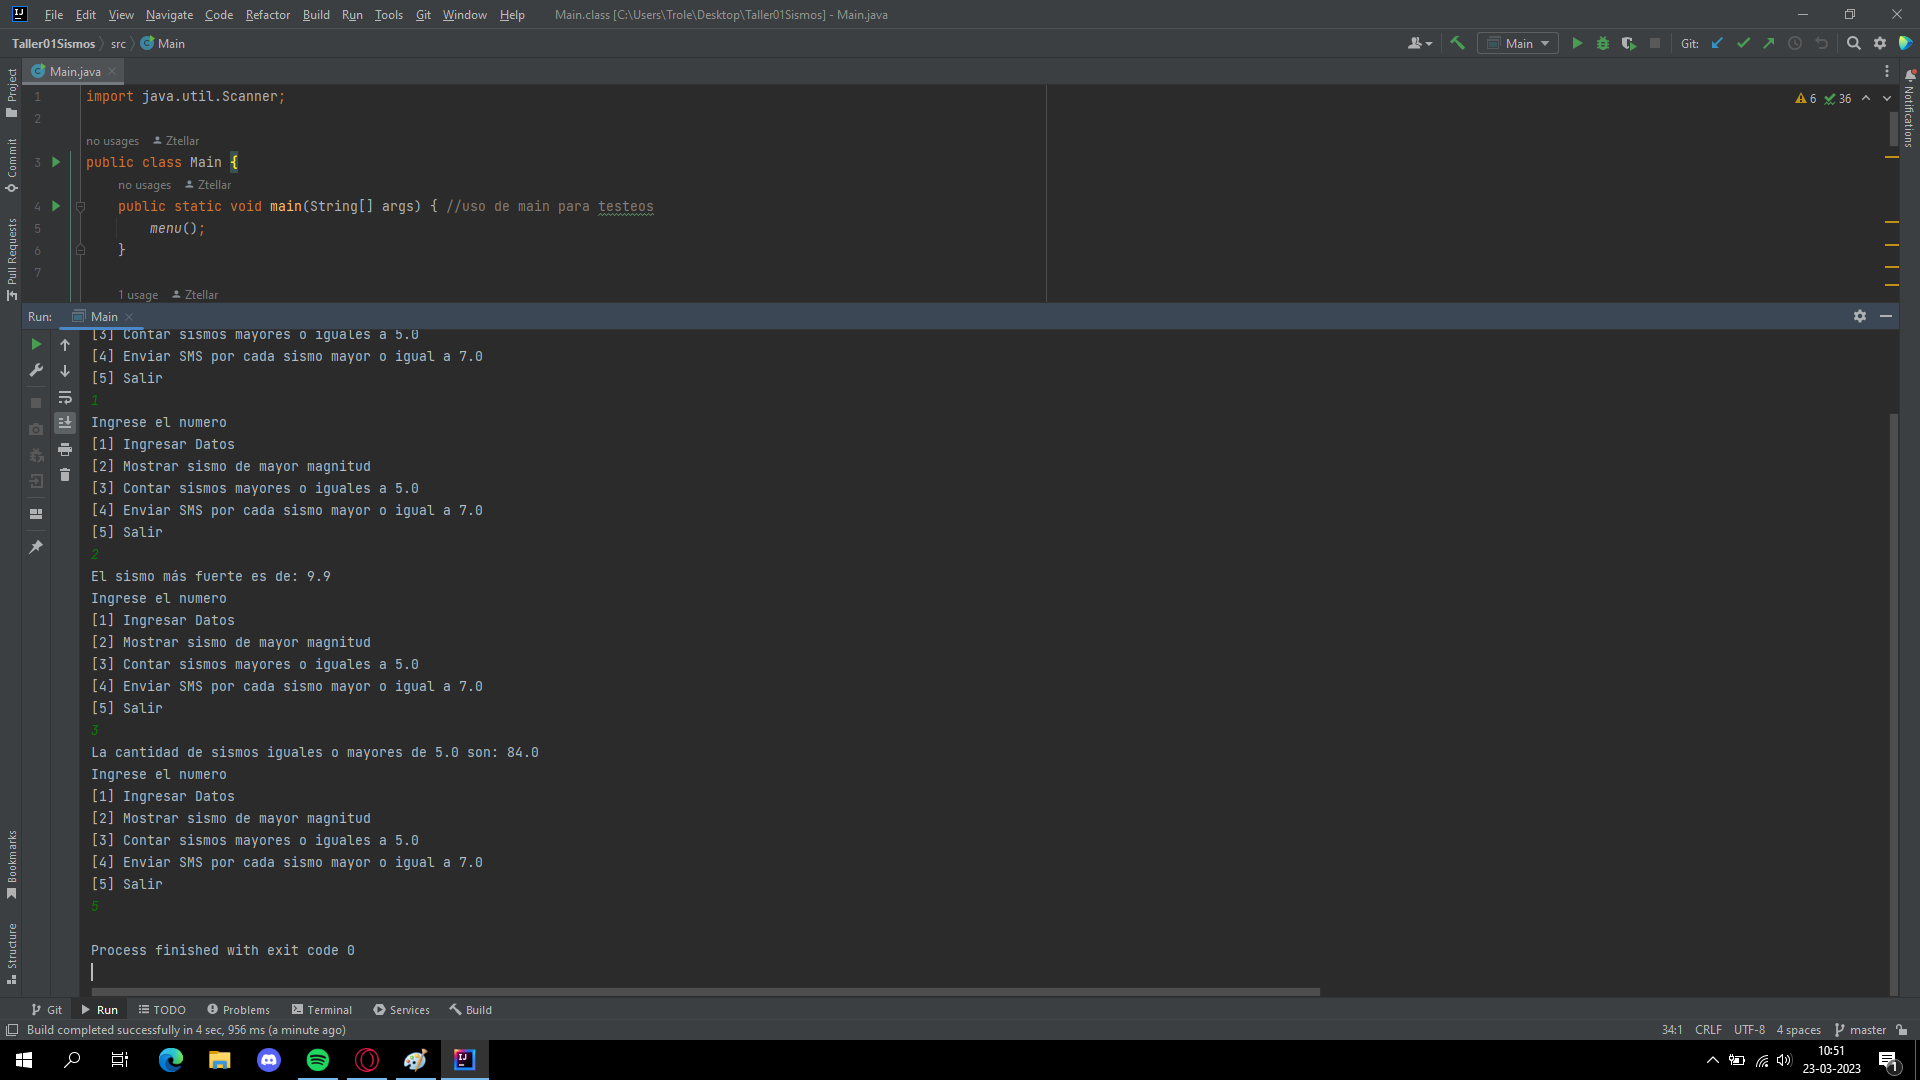 File Edit View Navigate Code Refactor Build Run Tools Git Window Help Main.class [C:\Users\Trole\Desktop\Taller01Sismos] - Main.java
Taller01Sismos src Main
Main Git:
Project
Commit
Pull Requests
Bookmarks
Structure
Notifications
Main.java
6 36
1 import java.util.Scanner;
2
no usages Ztellar
3 public class Main {
no usages Ztellar
4 public static void main(String[] args) { //uso de main para testeos
5 menu();
6 }
7
1 usage Ztellar
Run: Main
[3] Contar sismos mayores o iguales a 5.0
[4] Enviar SMS por cada sismo mayor o igual a 7.0
[5] Salir
1
Ingrese el numero
[1] Ingresar Datos
[2] Mostrar sismo de mayor magnitud
[3] Contar sismos mayores o iguales a 5.0
[4] Enviar SMS por cada sismo mayor o igual a 7.0
[5] Salir
2
El sismo más fuerte es de: 9.9
Ingrese el numero
[1] Ingresar Datos
[2] Mostrar sismo de mayor magnitud
[3] Contar sismos mayores o iguales a 5.0
[4] Enviar SMS por cada sismo mayor o igual a 7.0
[5] Salir
3
La cantidad de sismos iguales o mayores de 5.0 son: 84.0
Ingrese el numero
[1] Ingresar Datos
[2] Mostrar sismo de mayor magnitud
[3] Contar sismos mayores o iguales a 5.0
[4] Enviar SMS por cada sismo mayor o igual a 7.0
[5] Salir
5
Process finished with exit code 0
Git Run TODO Problems Terminal Services Build
Build completed successfully in 4 sec, 956 ms (a minute ago) 34:1 CRLF UTF-8 4 spaces master
10:51
23-03-2023
1